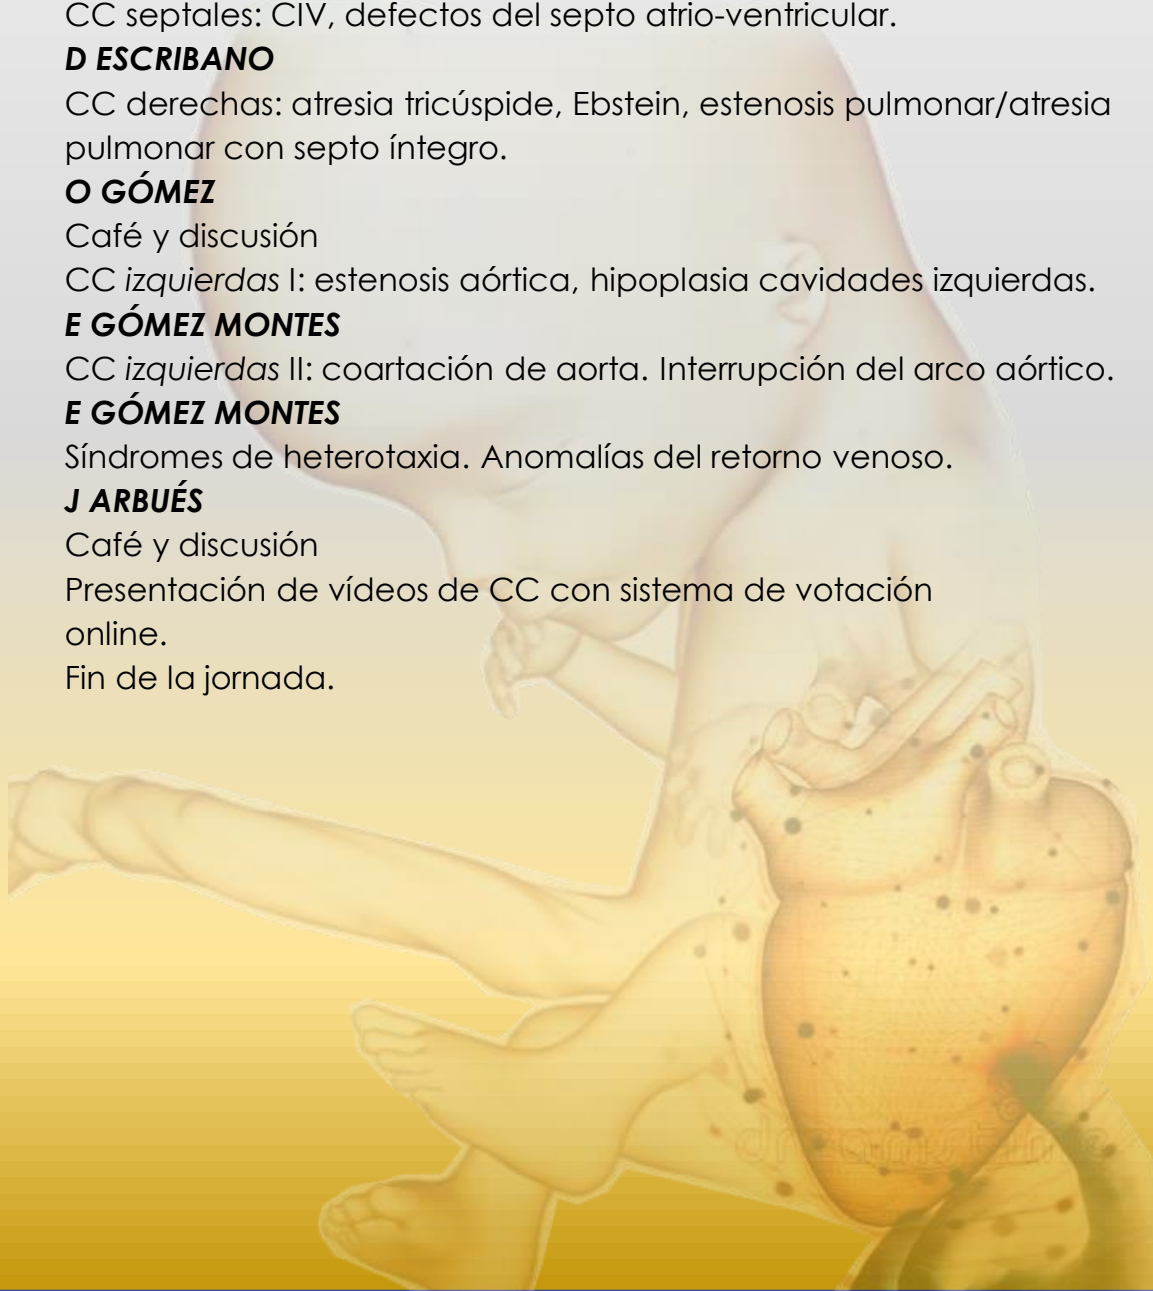 CC septales: CIV, defectos del septo atrio-ventricular.
D ESCRIBANO
CC derechas: atresia tricúspide, Ebstein, estenosis pulmonar/atresia
pulmonar con septo íntegro.
O GÓMEZ
Café y discusión
CC izquierdas I: estenosis aórtica, hipoplasia cavidades izquierdas.
E GÓMEZ MONTES
CC izquierdas II: coartación de aorta. Interrupción del arco aórtico.
E GÓMEZ MONTES
Síndromes de heterotaxia. Anomalías del retorno venoso.
J ARBUÉS
Café y discusión
Presentación de vídeos de CC con sistema de votación
online.
Fin de la jornada.
dreamstime